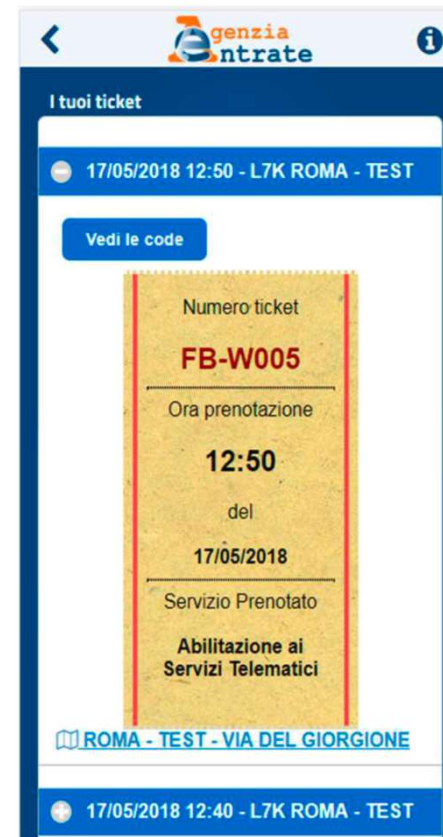 Agenzia
Entrate
I tuoi ticket
17/05/2018 12:50 - L7K ROMA - TEST
Vedi le code
Numero ticket
FB-W005
Ora prenotazione
12:50
del
17/05/2018
Servizio Prenotato
Abilitazione ai
Servizi Telematici
ROMA - TEST - VIA DEL GIORGIONE
17/05/2018 12:40 - L7K ROMA - TEST